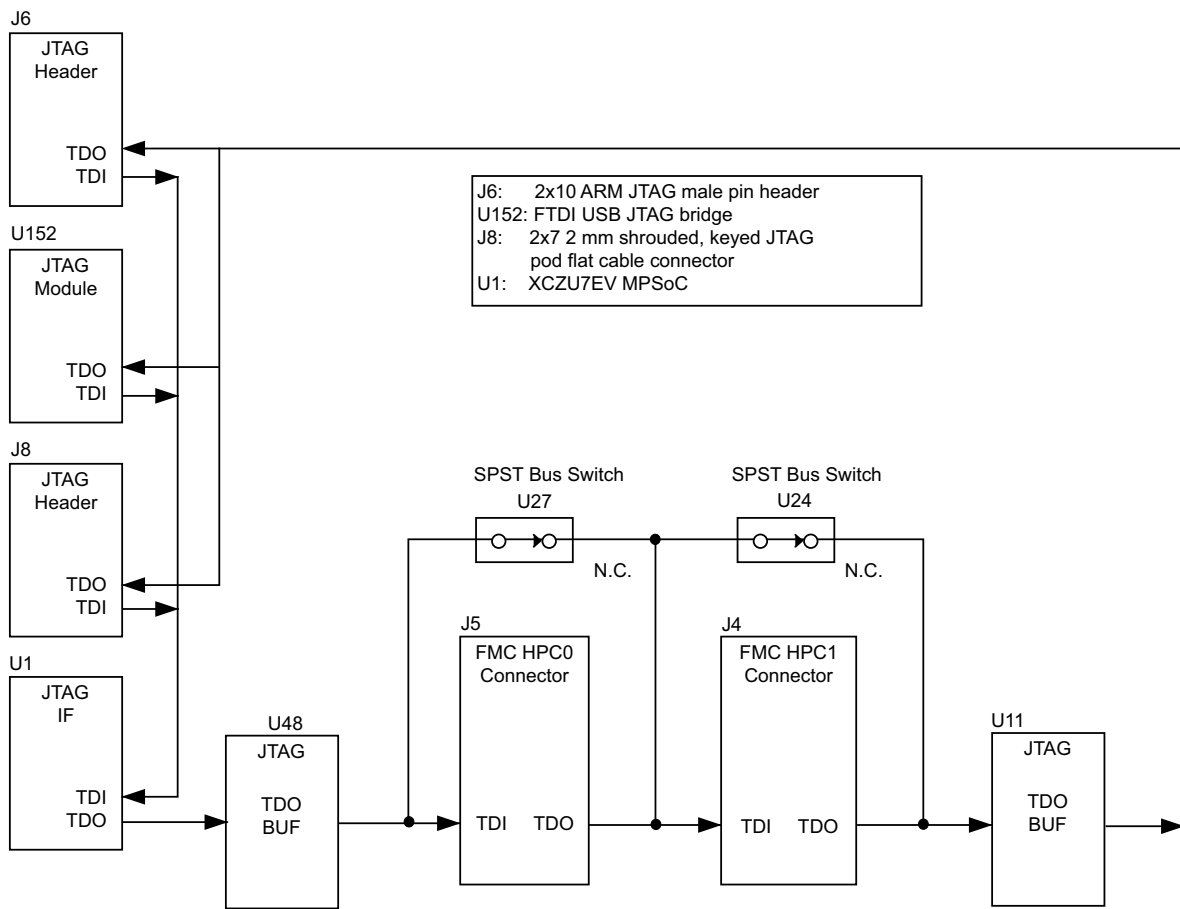 J6
JTAG
Header
TDO
TDI
J6: 2x10 ARM JTAG male pin header
U152: FTDI USB JTAG bridge
J8: 2x7 2 mm shrouded, keyed JTAG
pod flat cable connector
U1: XCZU7EV MPSoC
U152
JTAG
Module
TDO
TDI
J8
JTAG
Header
TDO
TDI
SPST Bus Switch
U27
N.C.
SPST Bus Switch
U24
N.C.
U1
JTAG
IF
TDI
TDO
U48
JTAG
TDO
BUF
J5
FMC HPC0
Connector
TDI TDO
J4
FMC HPC1
Connector
TDI TDO
U11
JTAG
TDO
BUF